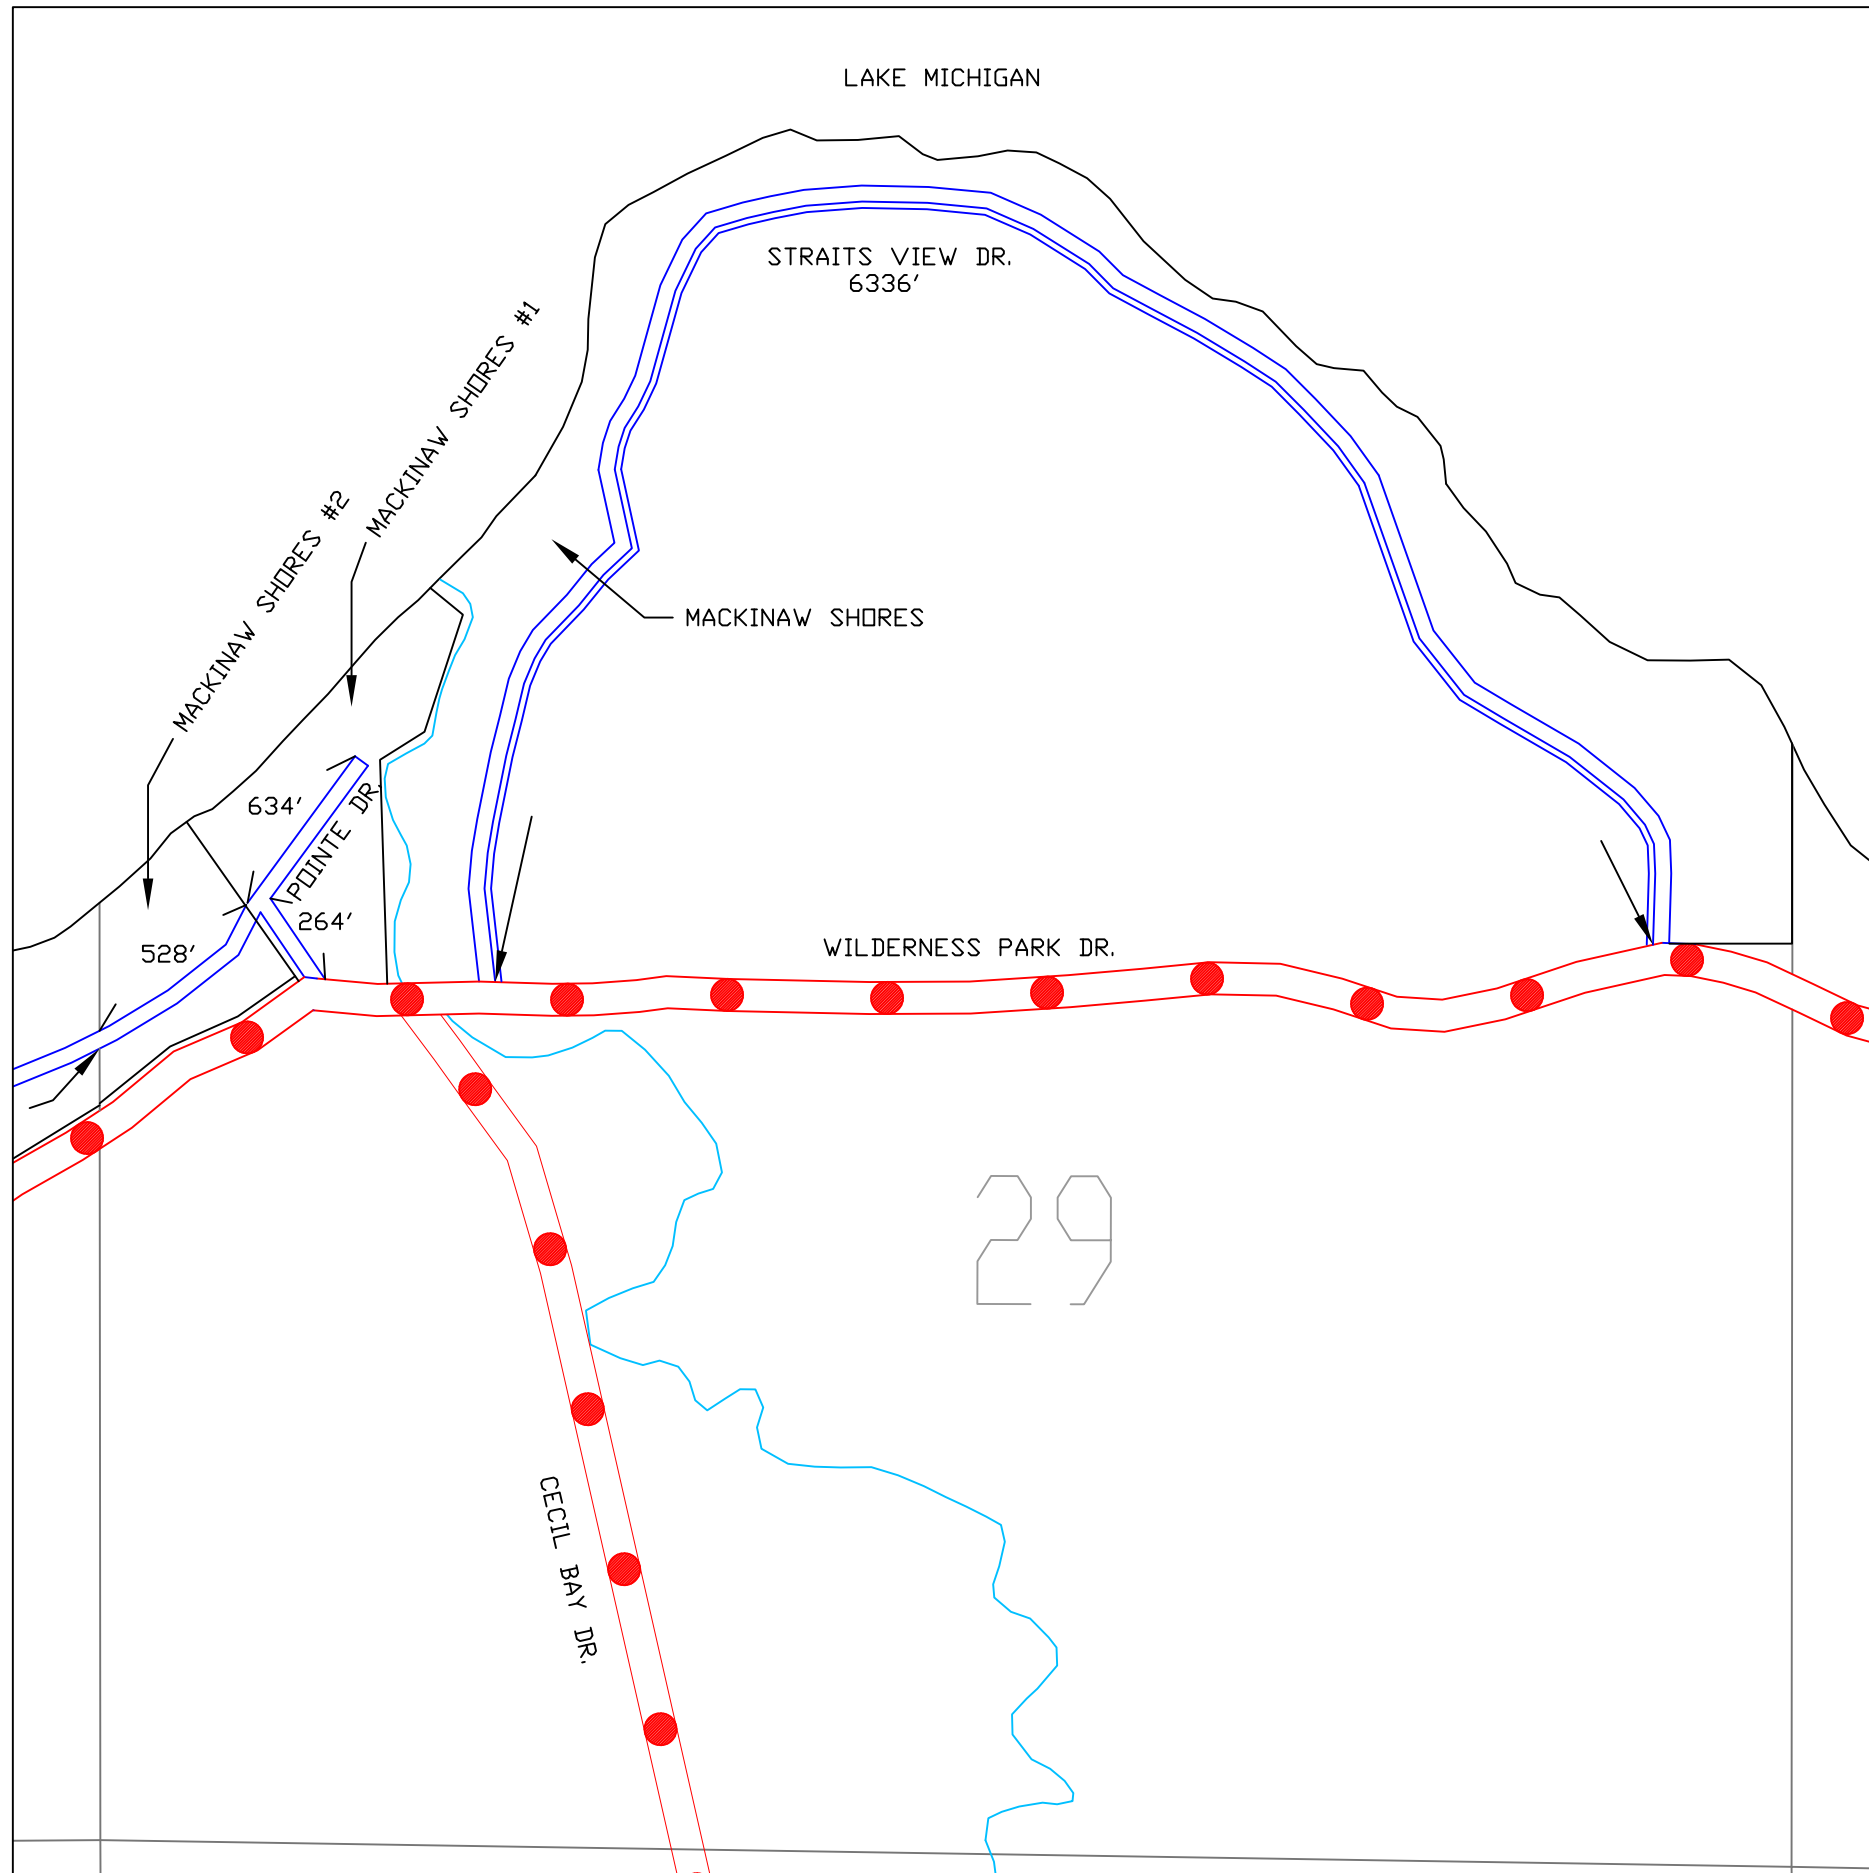 LAKE MICHIGAN
STRAITS VIEW DR.
6336'
MACKINAW SHORES #1
MACKINAW SHORES #2
MACKINAW SHORES
634'
POINTE DR.
264'
528'
WILDERNESS PARK DR.
29
CECIL BAY DR.